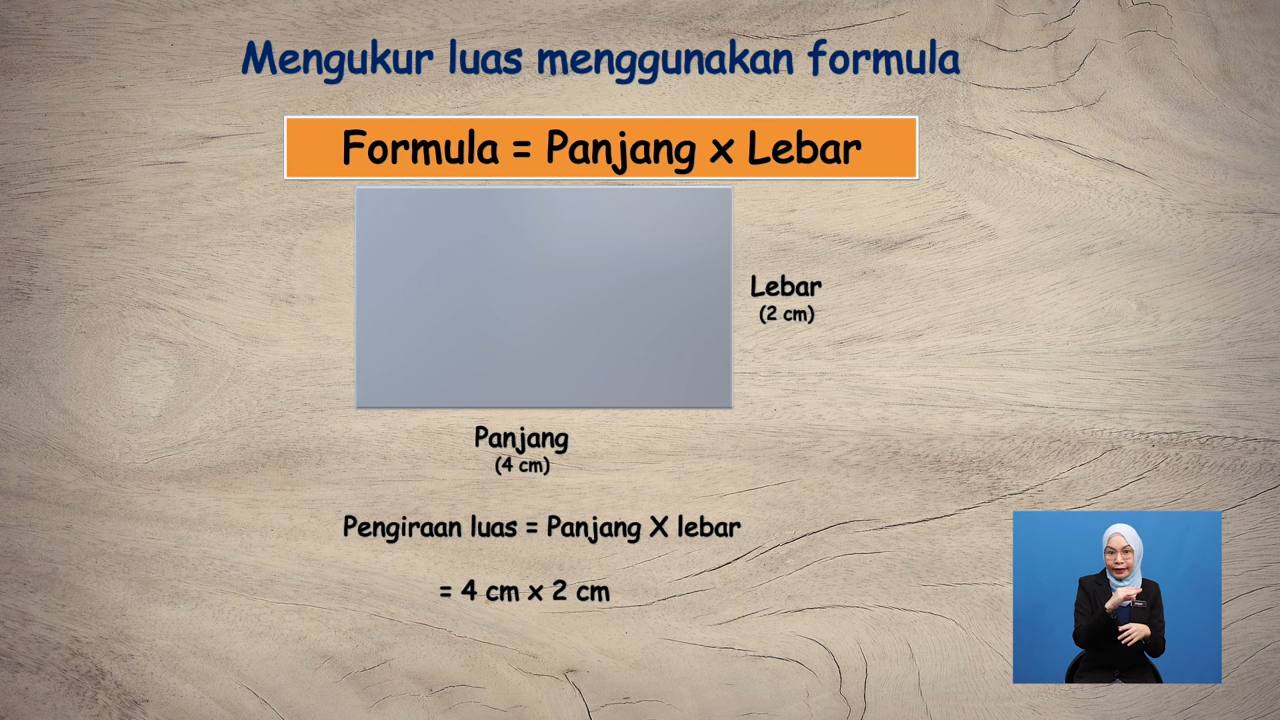 Mengukur luas menggunakan formula
Formula = Panjang x Lebar
Lebar
(2 cm)
Panjang
(4 cm)
Pengiraan luas = Panjang X lebar
= 4 cm x 2 cm